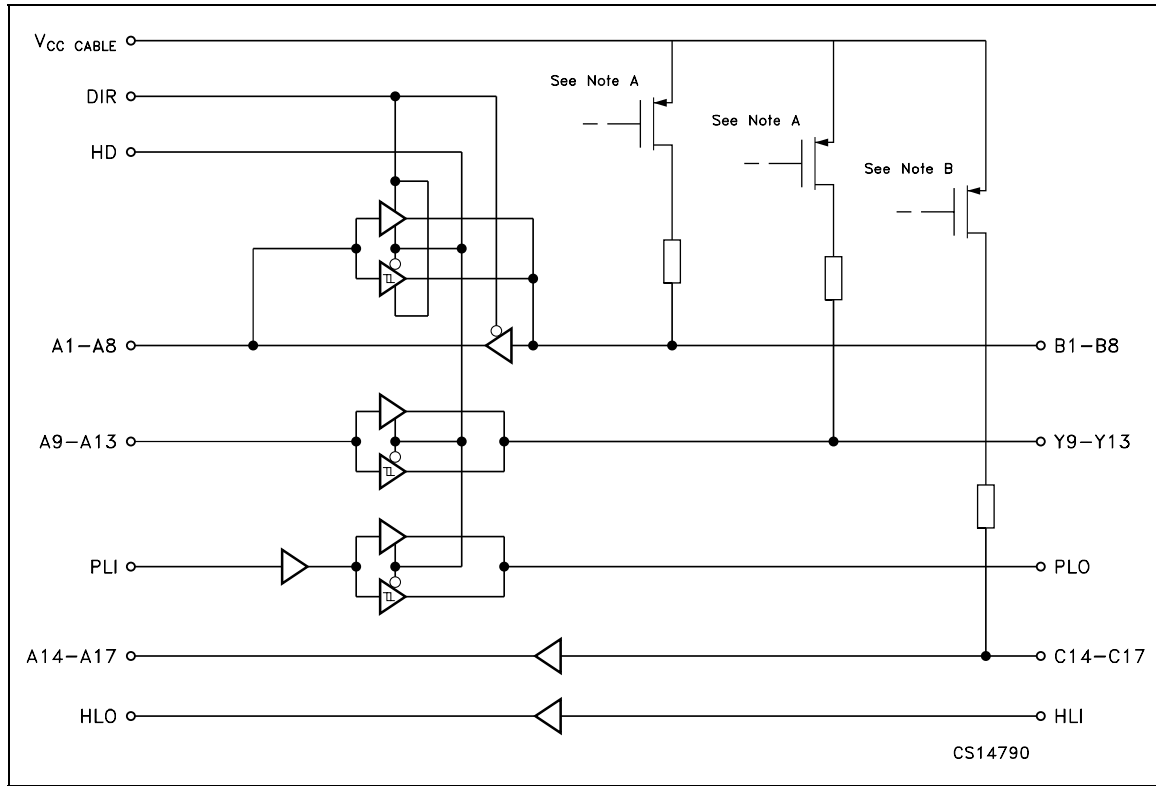 VCC CABLE
DIR
HD
See Note A
See Note A
See Note B
A1-A8
B1-B8
A9-A13
Y9-Y13
PLI
PLO
A14-A17
C14-C17
HLO
HLI
CS14790